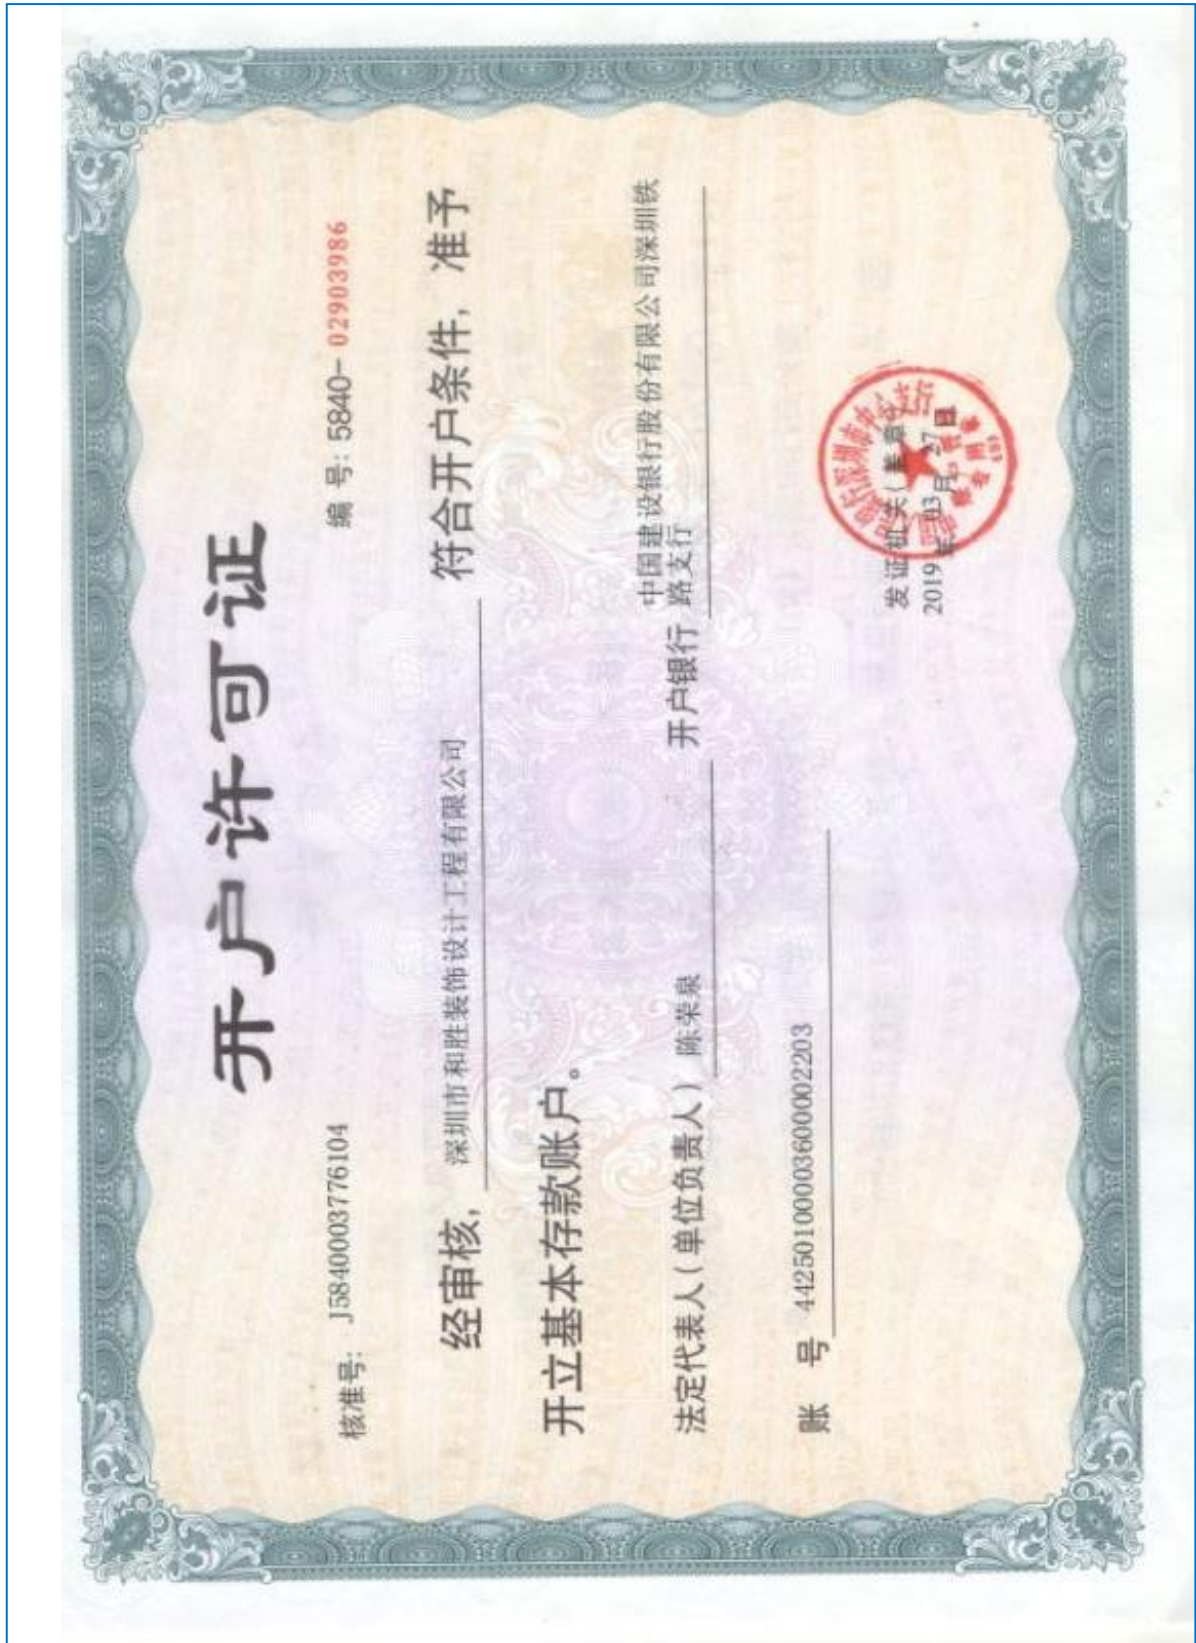 开户许可证
核准号: J5840003776104 编 号: 5840- 02903986
经审核, 深圳市和胜装饰设计工程有限公司 符合开户条件, 准予
开立基本存款账户。
法定代表人(单位负责人) 陈荣泉 开户银行 中国建设银行股份有限公司深圳铁
路支行
账 号 44250100003600002203
发证机关(盖章)
2019年 03月 27日